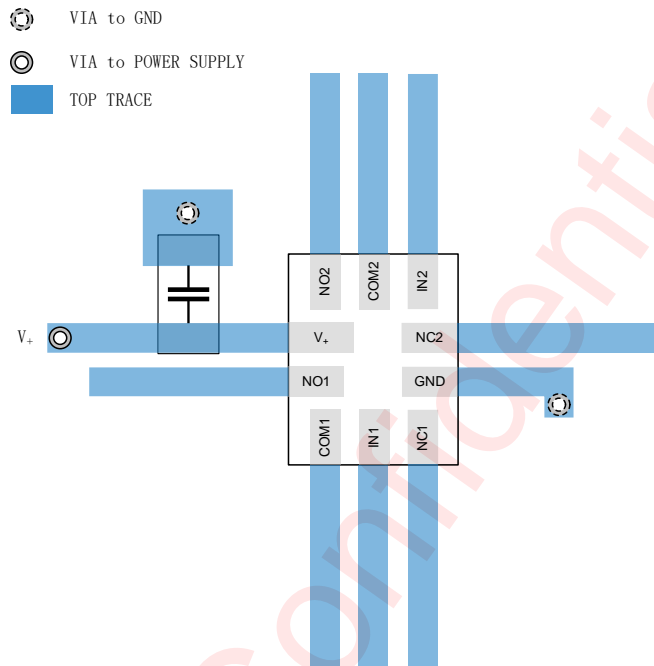 VIA to GND
VIA to POWER SUPPLY
TOP TRACE
NO2
COM2
IN2
V+
V+
NC2
NO1
GND
COM1
IN1
NC1
Confidential